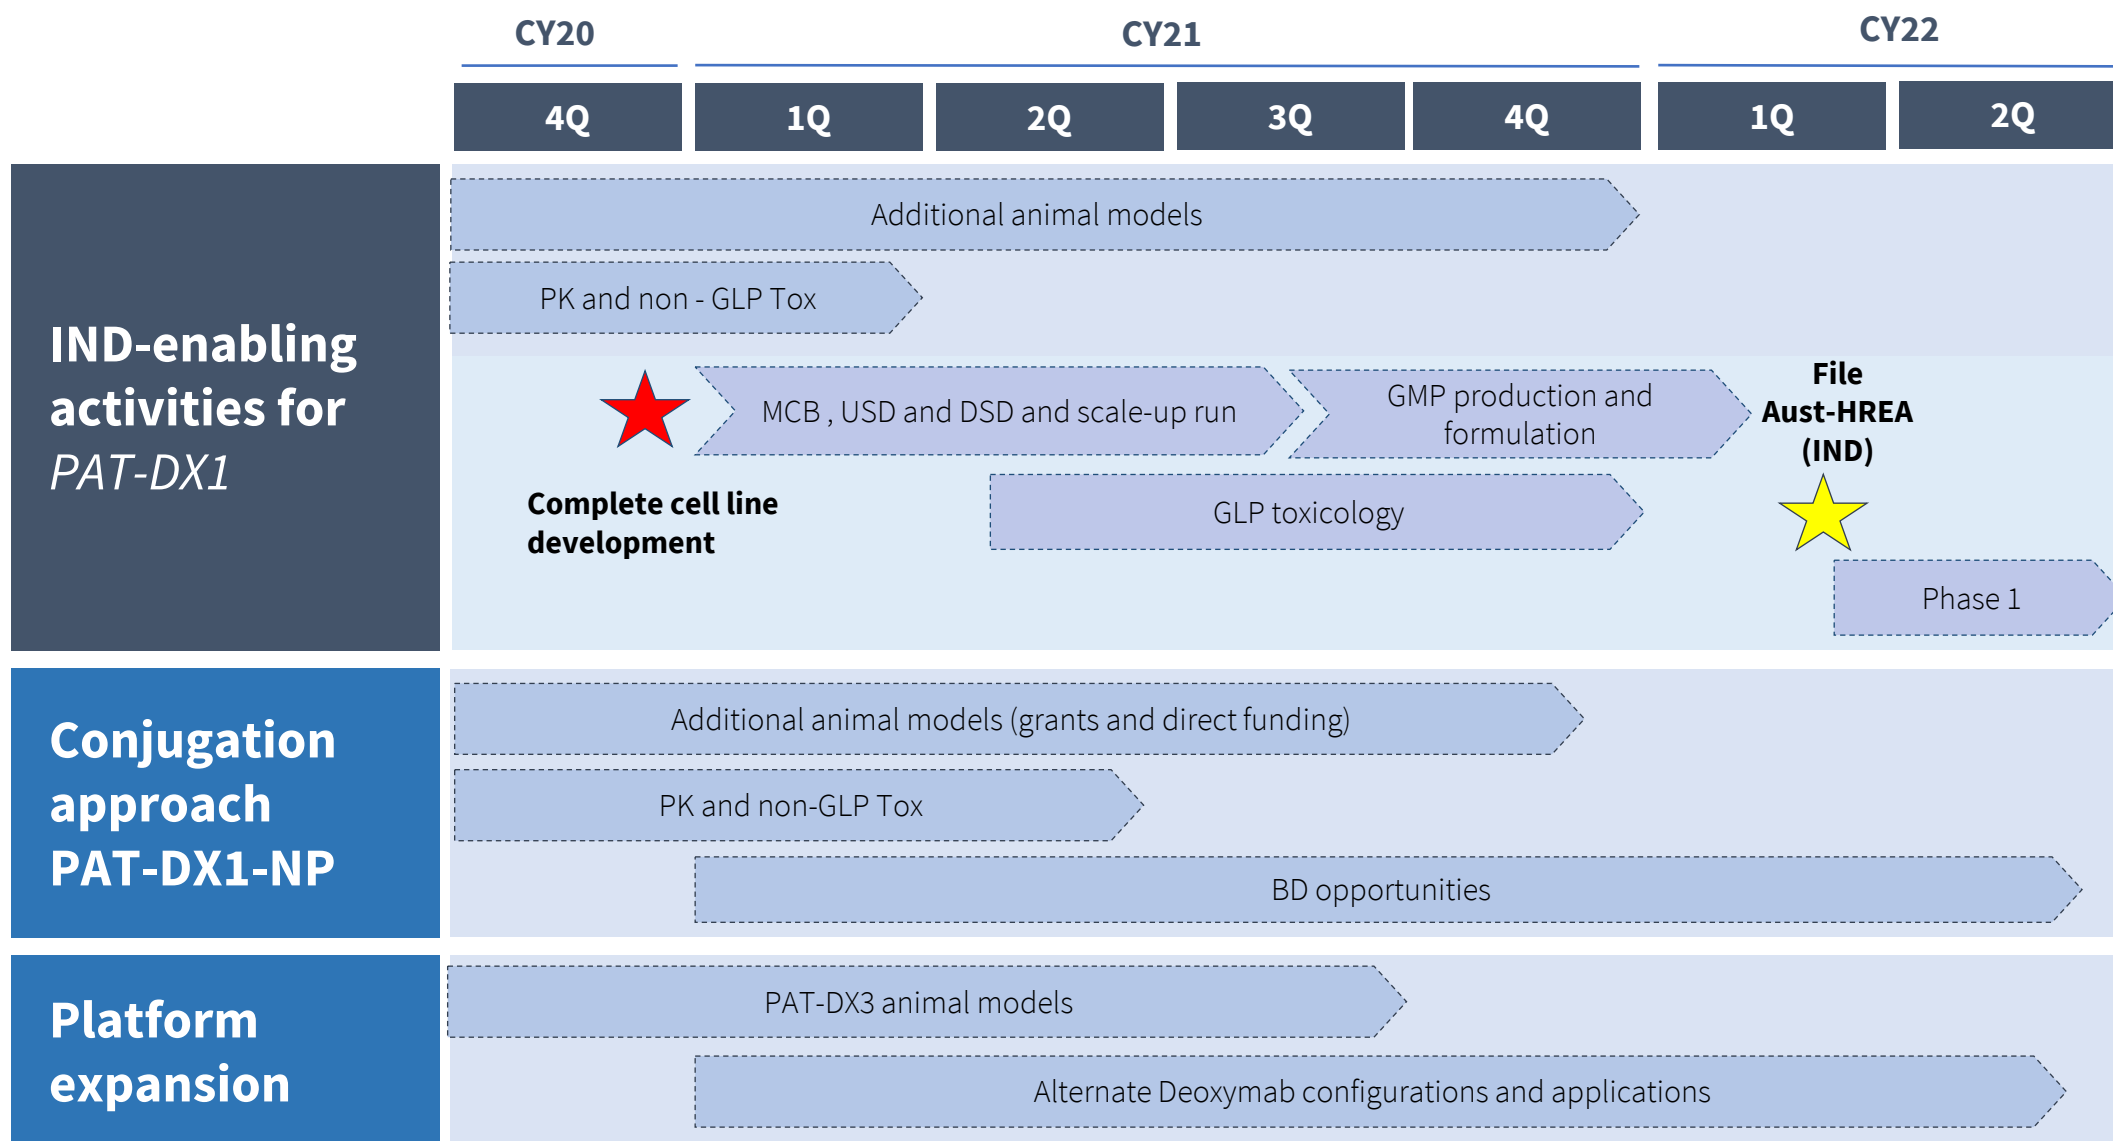 CY20
CY21
CY22
4Q
1Q
2Q
3Q
4Q
1Q
2Q
IND-enabling
activities for
PAT-DX1
Additional animal models
PK and non - GLP Tox
MCB , USD and DSD and scale-up run
GMP production and
formulation
File
Aust-HREA
(IND)
Complete cell line
development
GLP toxicology
Phase 1
Conjugation
approach
PAT-DX1-NP
Additional animal models (grants and direct funding)
PK and non-GLP Tox
BD opportunities
Platform
expansion
PAT-DX3 animal models
Alternate Deoxymab configurations and applications